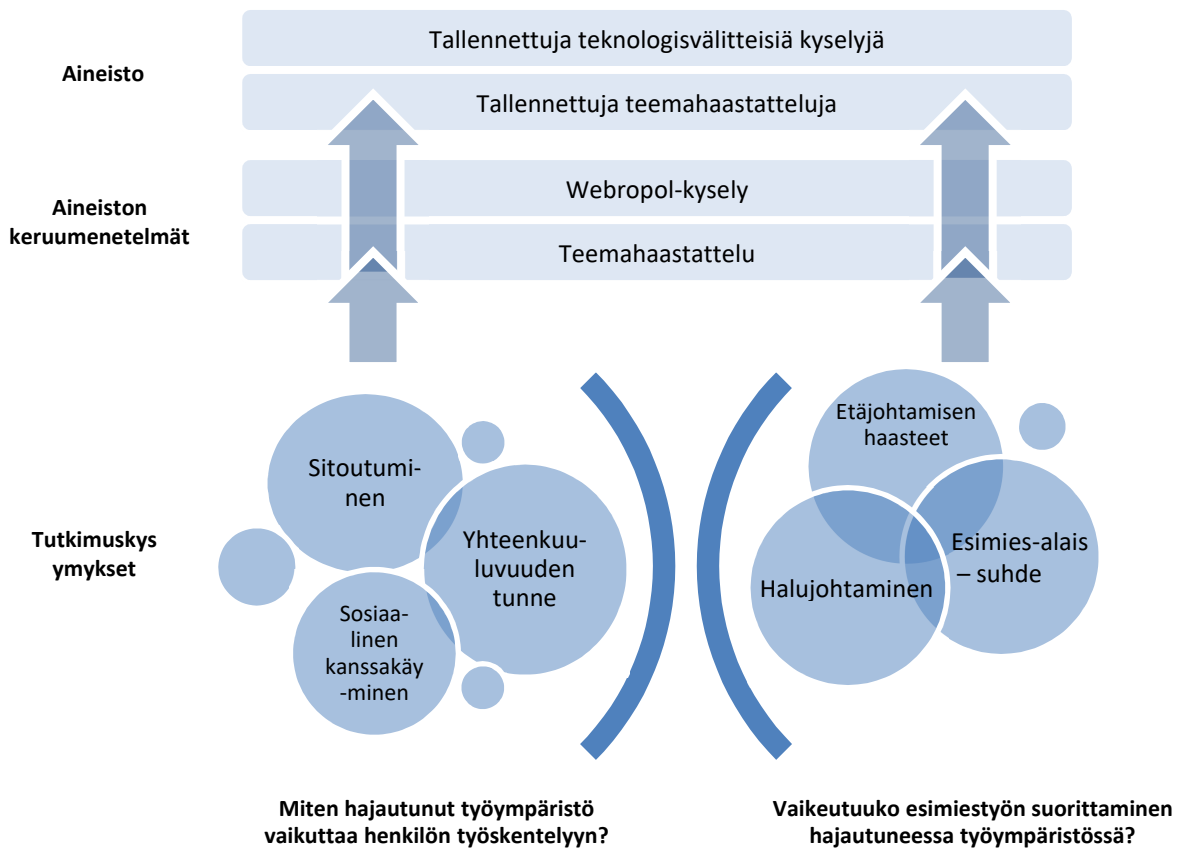 Tallennettuja teknologisvälitteisiä kyselyjä
Aineisto
Tallennettuja teemahaastatteluja
Webropol-kysely
Aineiston
keruumenetelmät
Teemahaastattelu
Sitoutumi-
nen
Yhteenkuu-
luvuuden
tunne
Sosiaa-
linen
kanssakäy
-minen
Etäjohtamisen
haasteet
Esimies-alais
– suhde
Halujohtaminen
Tutkimuskys
ymykset
Miten hajautunut työympäristö
vaikuttaa henkilön työskentelyyn?
Vaikeutuuko esimiestyön suorittaminen
hajautuneessa työympäristössä?